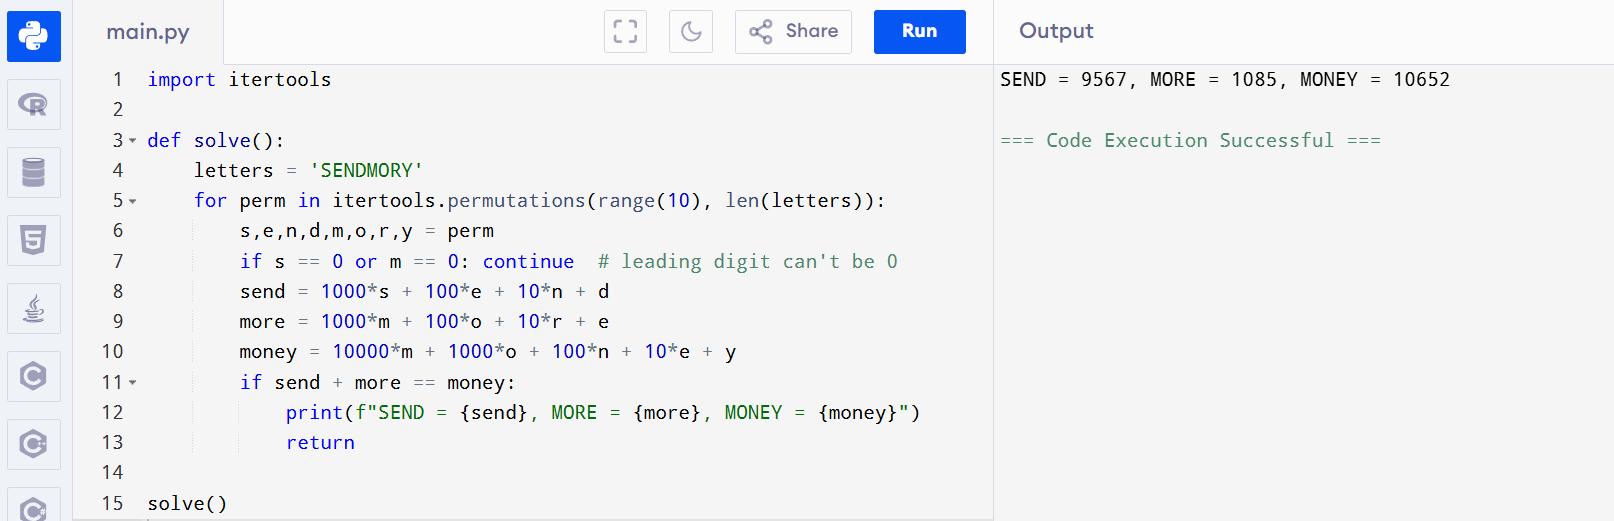 main.py
Share
Run
Output
1 import itertools
2
3 def solve():
4     letters = 'SENDMORY'
5     for perm in itertools.permutations(range(10), len(letters)):
6         s,e,n,d,m,o,r,y = perm
7         if s == 0 or m == 0: continue  # leading digit can't be 0
8         send = 1000*s + 100*e + 10*n + d
9         more = 1000*m + 100*o + 10*r + e
10         money = 10000*m + 1000*o + 100*n + 10*e + y
11         if send + more == money:
12             print(f"SEND = {send}, MORE = {more}, MONEY = {money}")
13             return
14
15 solve()
SEND = 9567, MORE = 1085, MONEY = 10652
=== Code Execution Successful ===
R
5
C
C++
C#